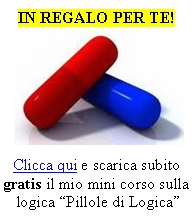 IN REGALO PER TE!
Clicca qui e scarica subito
gratis il mio mini corso sulla
logica “Pillole di Logica”